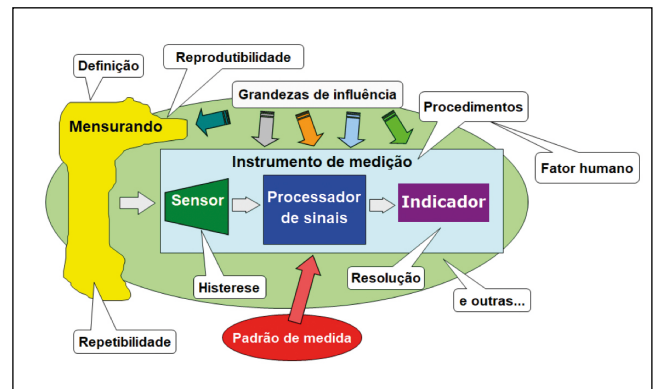 Definição
Reprodutibilidade
Grandezas de influência
Procedimentos
Mensurando
Fator humano
Instrumento de medição
Sensor
Processador
de sinais
Indicador
Histerese
Resolução
e outras...
Repetibilidade
Padrão de medida